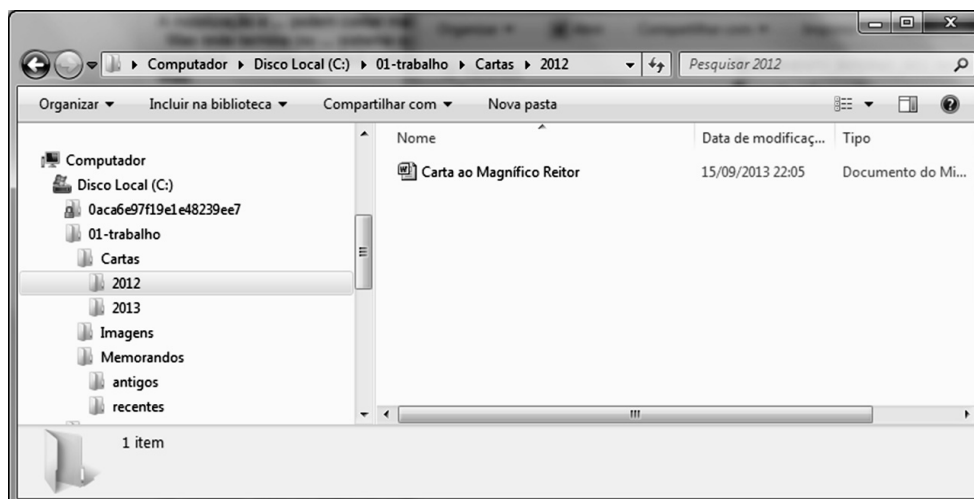 Computador ▸ Disco Local (C:) ▸ 01-trabalho ▸ Cartas ▸ 2012
Pesquisar 2012
Organizar Incluir na biblioteca Compartilhar com Nova pasta
Nome Data de modificaç... Tipo
Carta ao Magnífico Reitor 15/09/2013 22:05 Documento do Mi...
Computador
Disco Local (C:)
0aca6e97f19e1e48239ee7
01-trabalho
Cartas
2012
2013
Imagens
Memorandos
antigos
recentes
1 item